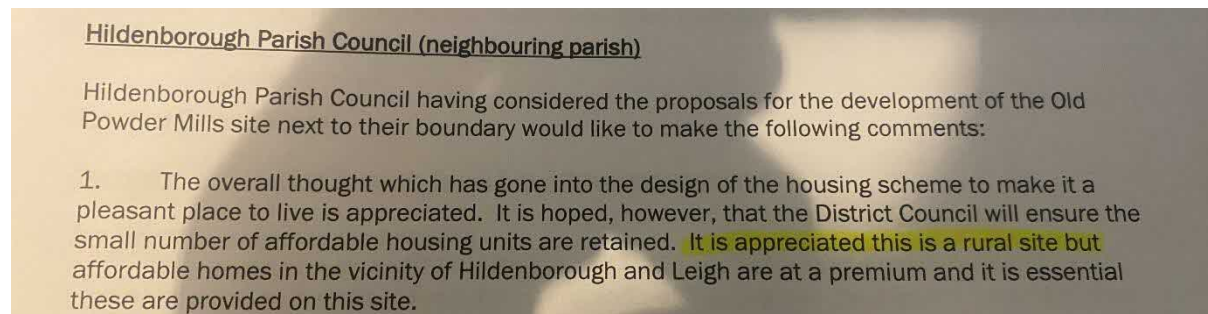 Hildenborough Parish Council (neighbouring parish)
Hildenborough Parish Council having considered the proposals for the development of the Old
Powder Mills site next to their boundary would like to make the following comments:
1. The overall thought which has gone into the design of the housing scheme to make it a
pleasant place to live is appreciated. It is hoped, however, that the District Council will ensure the
small number of affordable housing units are retained. It is appreciated this is a rural site but
affordable homes in the vicinity of Hildenborough and Leigh are at a premium and it is essential
these are provided on this site.